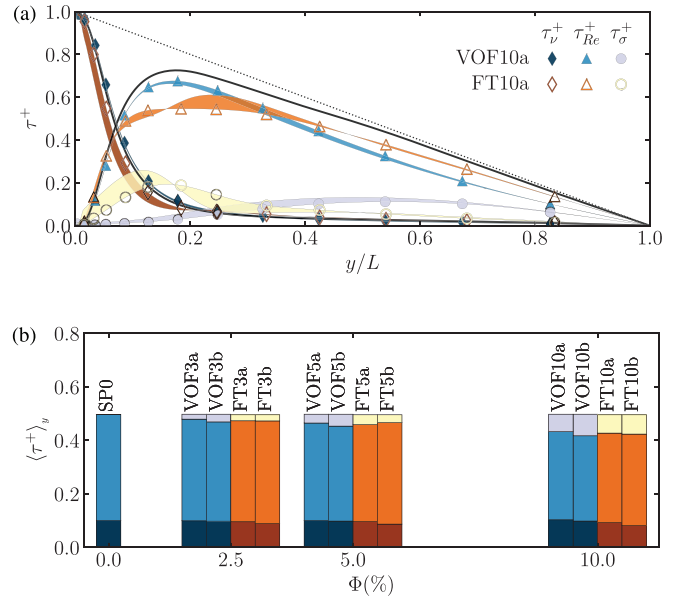 (a)
τ+
1.0
0.8
0.6
0.4
0.2
0.0
τν+ τRe+ τσ+
VOF10a
FT10a
0.0 0.2 0.4 0.6 0.8 1.0
y/L
(b)
⟨τ+⟩y
0.8
0.6
0.4
0.2
0.0
SP0
VOF3a
VOF3b
FT3a
FT3b
VOF5a
VOF5b
FT5a
FT5b
VOF10a
VOF10b
FT10a
FT10b
0.0 2.5 5.0 10.0
Φ(%)